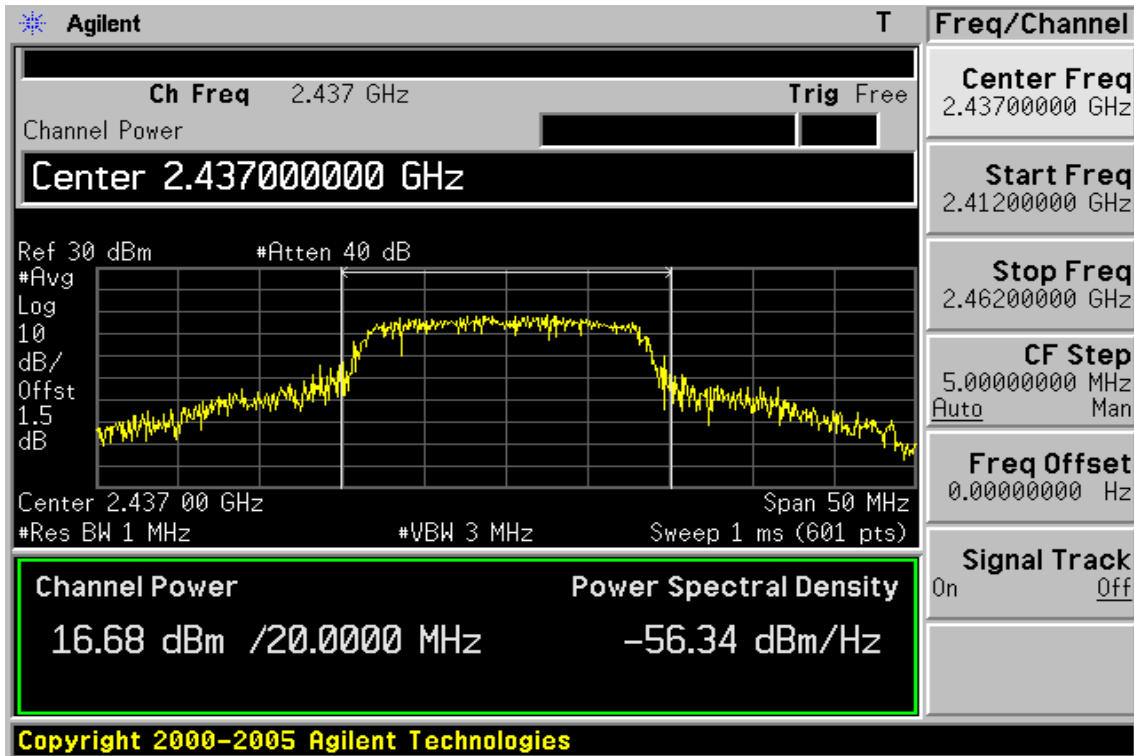 Agilent T
Ch Freq 2.437 GHz Trig Free
Channel Power
Center 2.437000000 GHz
Ref 30 dBm #Atten 40 dB
#Avg
Log
10
dB/
Offst
1.5
dB
Center 2.437 00 GHz Span 50 MHz
#Res BW 1 MHz #VBW 3 MHz Sweep 1 ms (601 pts)
Channel Power Power Spectral Density
16.68 dBm /20.0000 MHz -56.34 dBm/Hz
Copyright 2000-2005 Agilent Technologies
Freq/Channel
Center Freq
2.43700000 GHz
Start Freq
2.41200000 GHz
Stop Freq
2.46200000 GHz
CF Step
5.00000000 MHz
Auto Man
Freq Offset
0.00000000 Hz
Signal Track
On Off